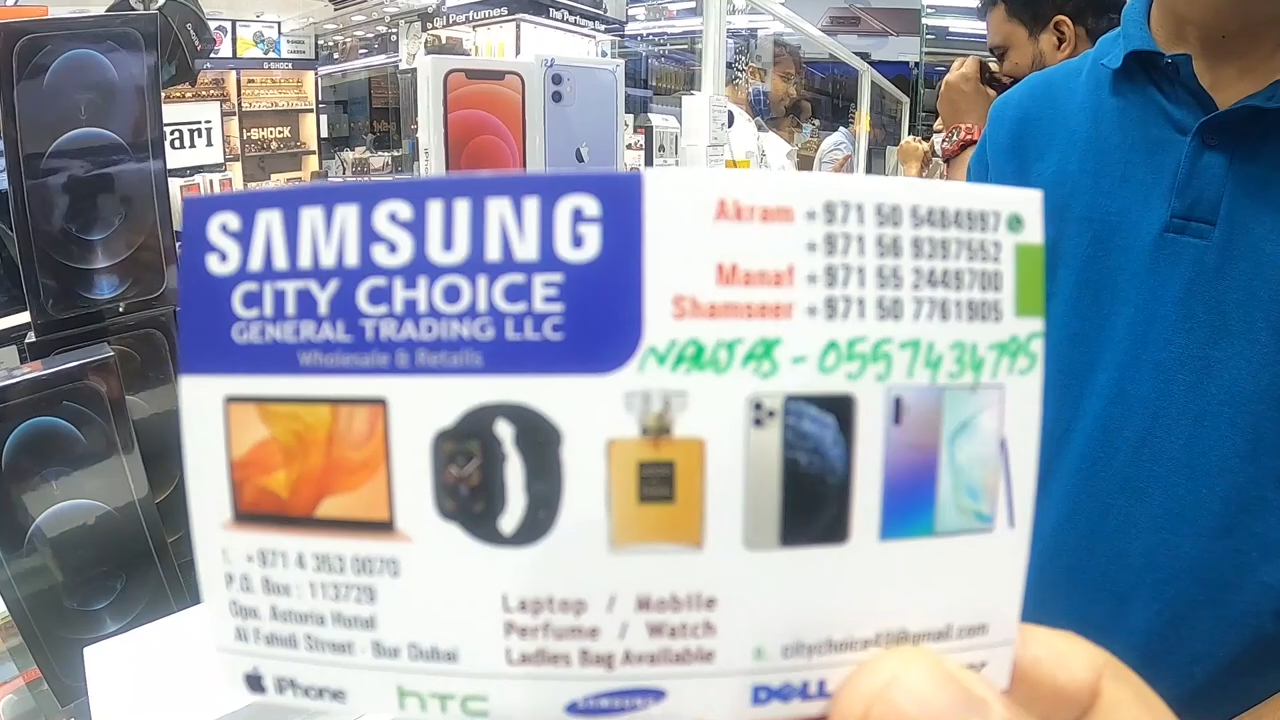 Oil Perfumes
The Perfume
G-SHOCK
G-SHOCK
SAMSUNG
CITY CHOICE
GENERAL TRADING LLC
Wholesale & Retails
Akram +971 50 5484997
+971 56 9397552
Manaf +971 55 2449700
Shamseer +971 50 7761905
NAWAS - 0557434795
T. +971 4 353 0070
P.O. Box : 113729
Opp. Astoria Hotel
Al Fahidi Street - Bur Dubai
Laptop / Mobile
Perfume / Watch
Ladies Bag Available
iPhone
hTC
SAMSUNG
DELL